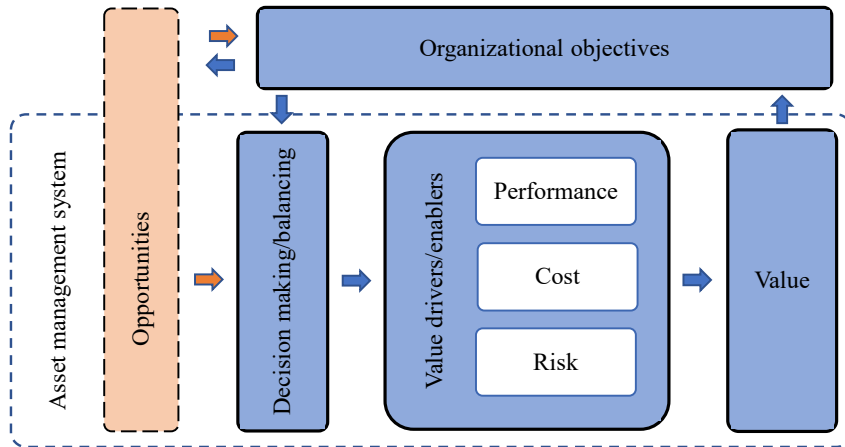 Organizational objectives
Asset management system
Opportunities
Decision making/balancing
Value drivers/enablers
Performance
Cost
Risk
Value